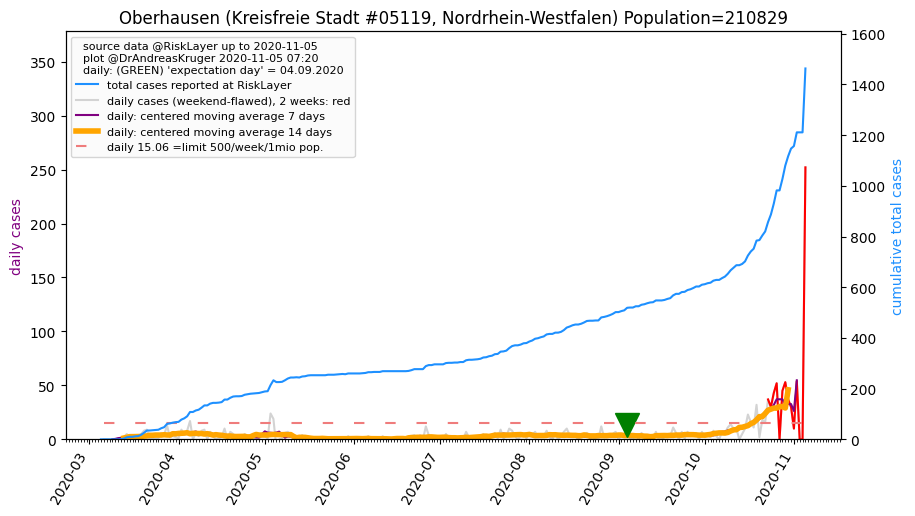 Oberhausen (Kreisfreie Stadt #05119, Nordrhein-Westfalen) Population=210829
source data @RiskLayer up to 2020-11-05
plot @DrAndreasKruger 2020-11-05 07:20
daily: (GREEN) 'expectation day' = 04.09.2020
total cases reported at RiskLayer
daily cases (weekend-flawed), 2 weeks: red
daily: centered moving average 7 days
daily: centered moving average 14 days
daily 15.06 =limit 500/week/1mio pop.
daily cases
350
300
250
200
150
100
50
0
cumulative total cases
1600
1400
1200
1000
800
600
400
200
0
2020-03
2020-04
2020-05
2020-06
2020-07
2020-08
2020-09
2020-10
2020-11